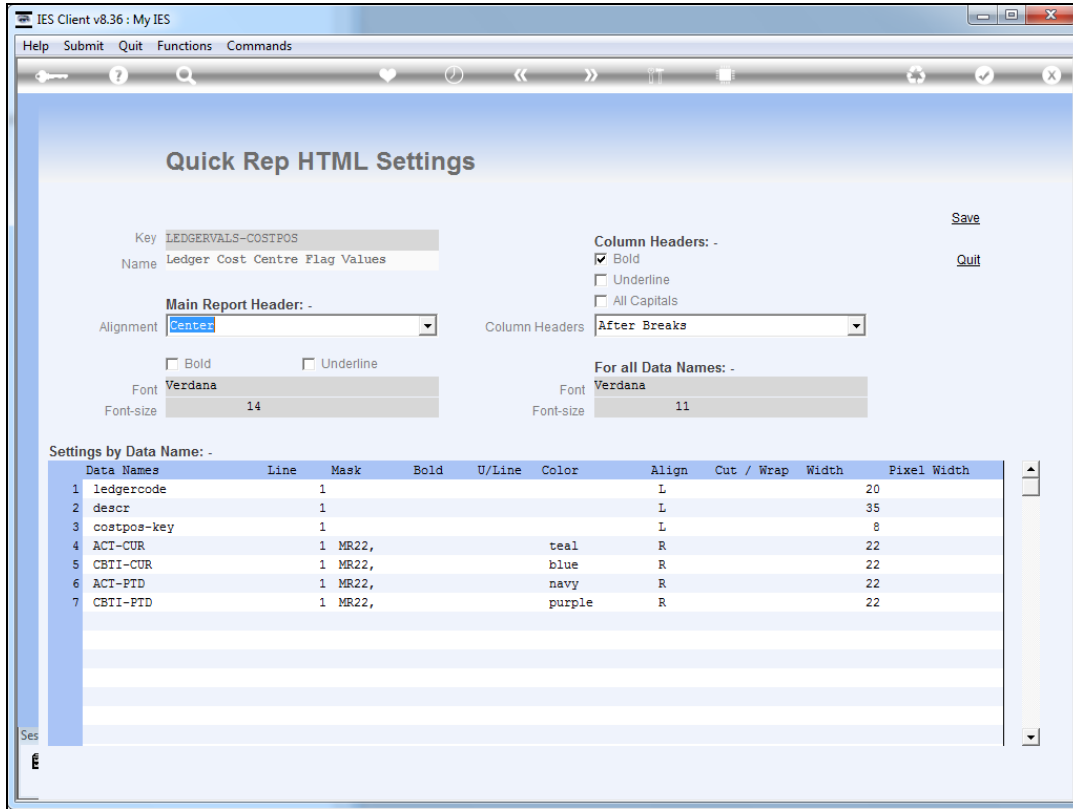 IES Client v8.36 : My IES
Help Submit Quit Functions Commands
Quick Rep HTML Settings
Save
Key LEDGERVALS-COSTPOS
Column Headers: -
Name Ledger Cost Centre Flag Values
Bold
Quit
Underline
Main Report Header: -
All Capitals
Alignment Center
Column Headers After Breaks
Bold Underline
For all Data Names: -
Font Verdana
Font Verdana
Font-size 14
Font-size 11
Settings by Data Name: -
Data Names Line Mask Bold U/Line Color Align Cut / Wrap Width Pixel Width
1 ledgercode 1 L 20
2 descr 1 L 35
3 costpos-key 1 L 8
4 ACT-CUR 1 MR22, teal R 22
5 CBTI-CUR 1 MR22, blue R 22
6 ACT-PTD 1 MR22, navy R 22
7 CBTI-PTD 1 MR22, purple R 22
Ses